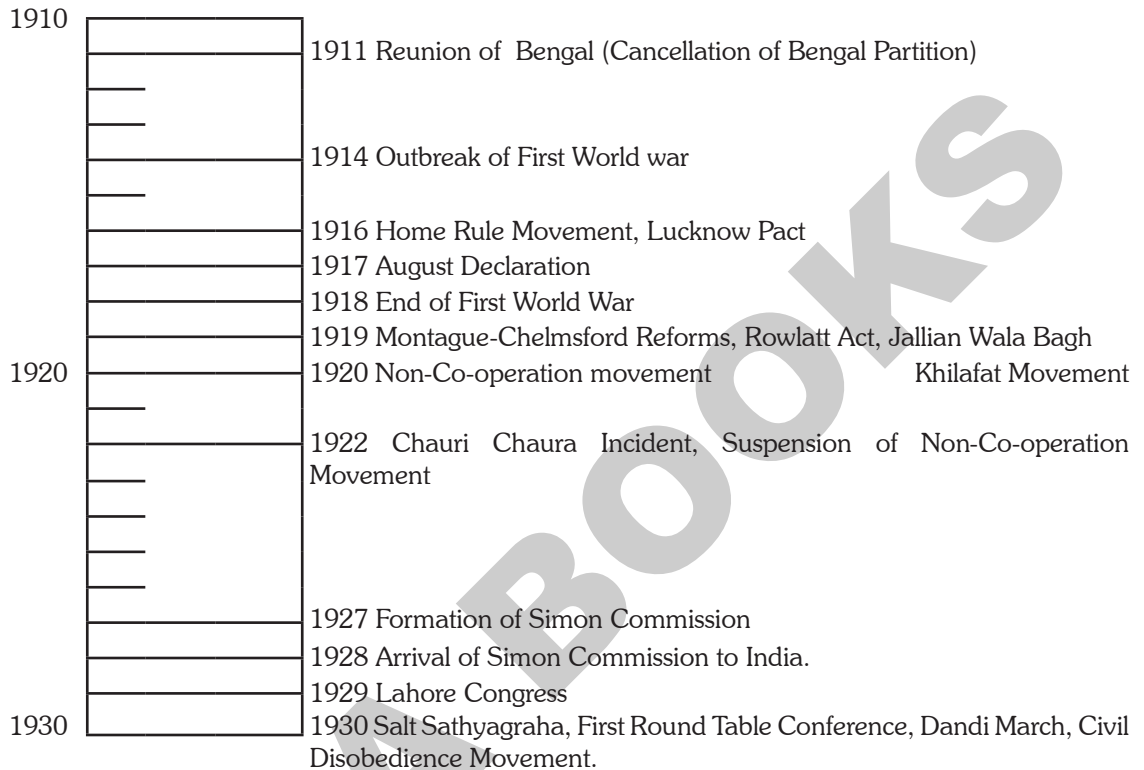 1910
1911 Reunion of Bengal (Cancellation of Bengal Partition)
1914 Outbreak of First World war
1916 Home Rule Movement, Lucknow Pact
1917 August Declaration
1918 End of First World War
1919 Montague-Chelmsford Reforms, Rowlatt Act, Jallian Wala Bagh
1920 1920 Non-Co-operation movement Khilafat Movement
1922 Chauri Chaura Incident, Suspension of Non-Co-operation
Movement
1927 Formation of Simon Commission
1928 Arrival of Simon Commission to India.
1929 Lahore Congress
1930 1930 Salt Sathyagraha, First Round Table Conference, Dandi March, Civil
Disobedience Movement.
A BOOKS